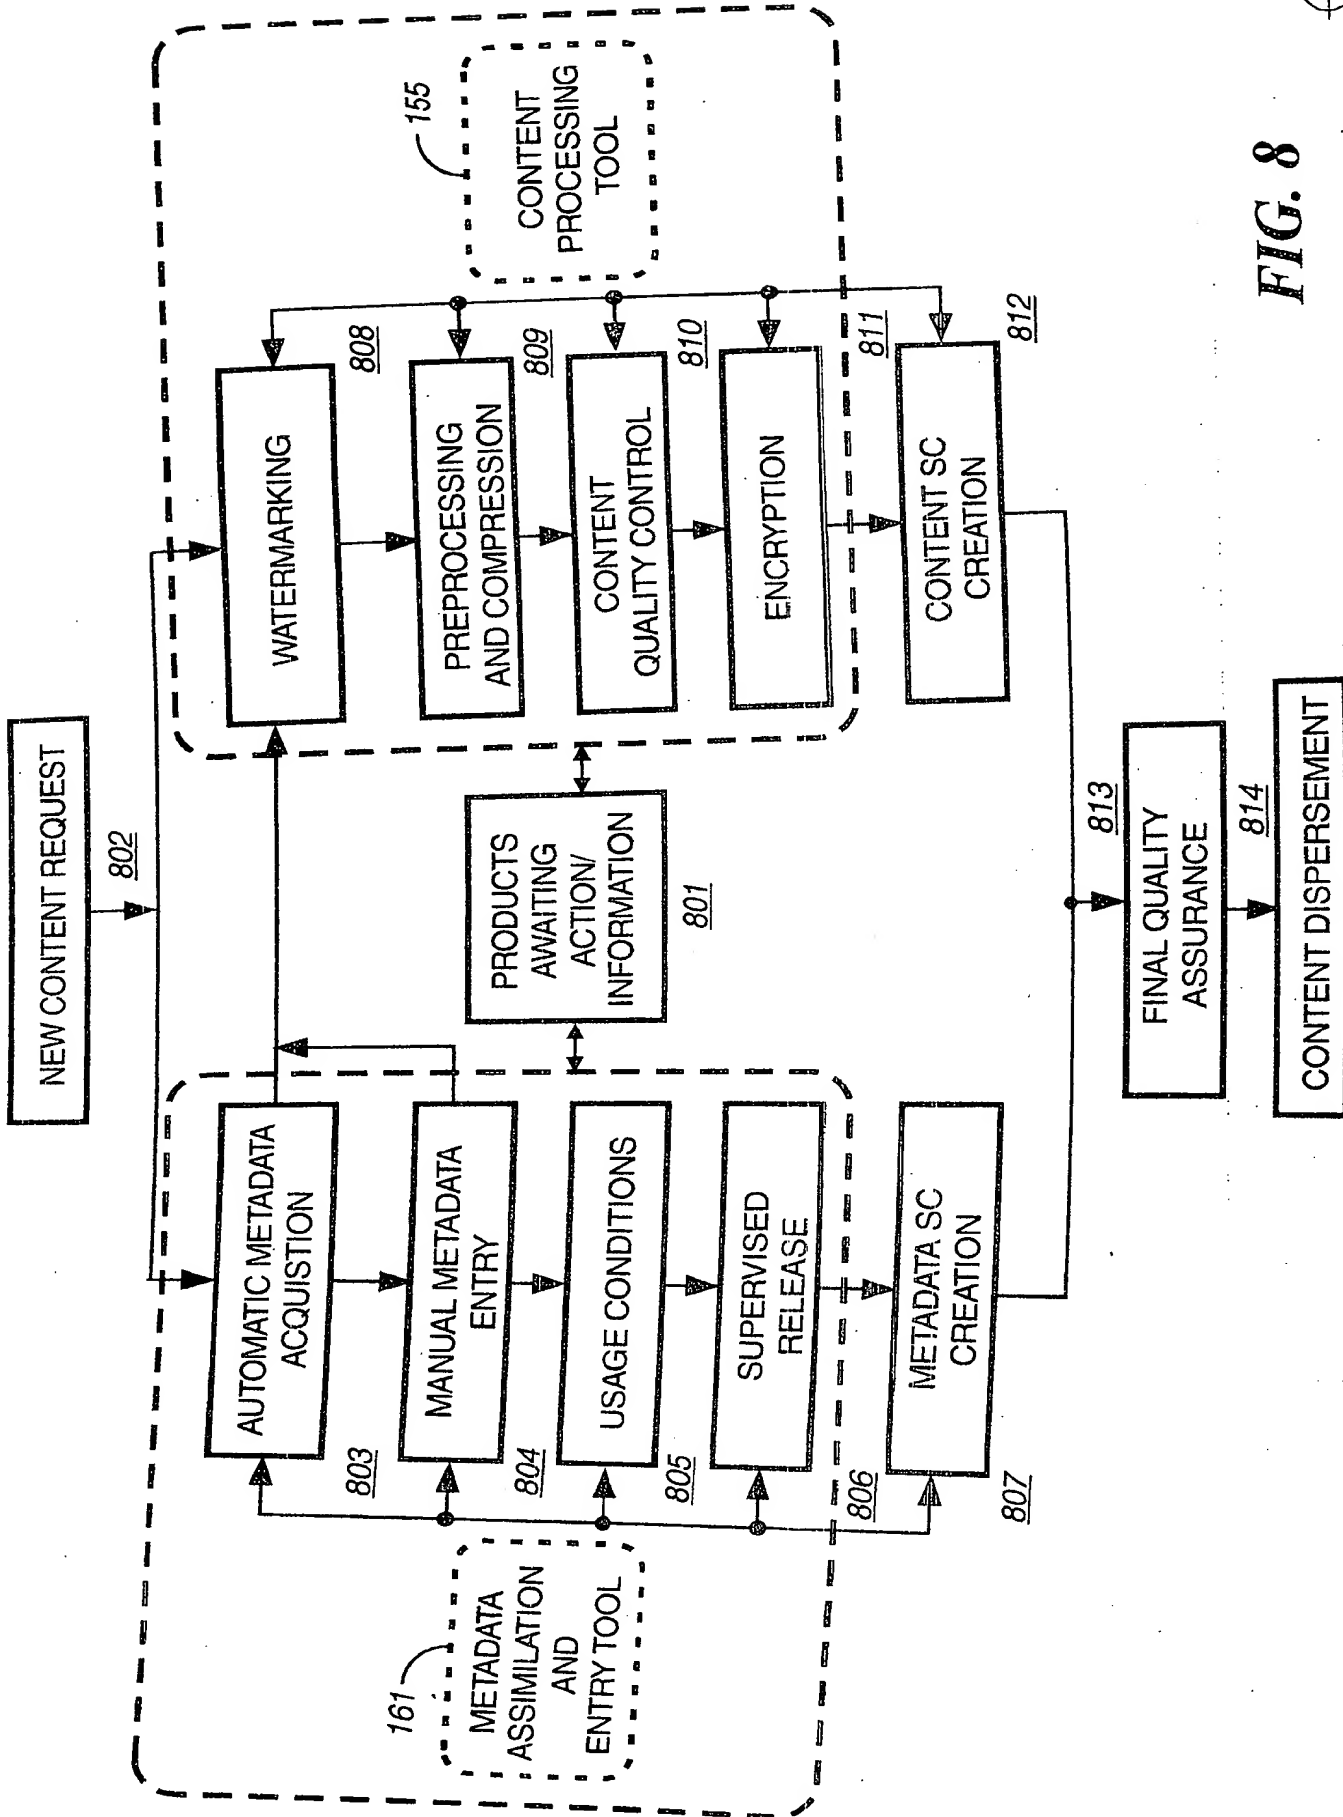 NEW CONTENT REQUEST
802
AUTOMATIC METADATA
ACQUISTION
803
MANUAL METADATA
ENTRY
804
USAGE CONDITIONS
805
SUPERVISED
RELEASE
806
METADATA SC
CREATION
807
161
METADATA
ASSIMILATION
AND
ENTRY TOOL
PRODUCTS
AWAITING
ACTION/
INFORMATION
801
WATERMARKING
808
PREPROCESSING
AND COMPRESSION
809
CONTENT
QUALITY CONTROL
810
ENCRYPTION
811
CONTENT SC
CREATION
812
155
CONTENT
PROCESSING
TOOL
813
FINAL QUALITY
ASSURANCE
814
CONTENT DISPERSEMENT
FIG. 8